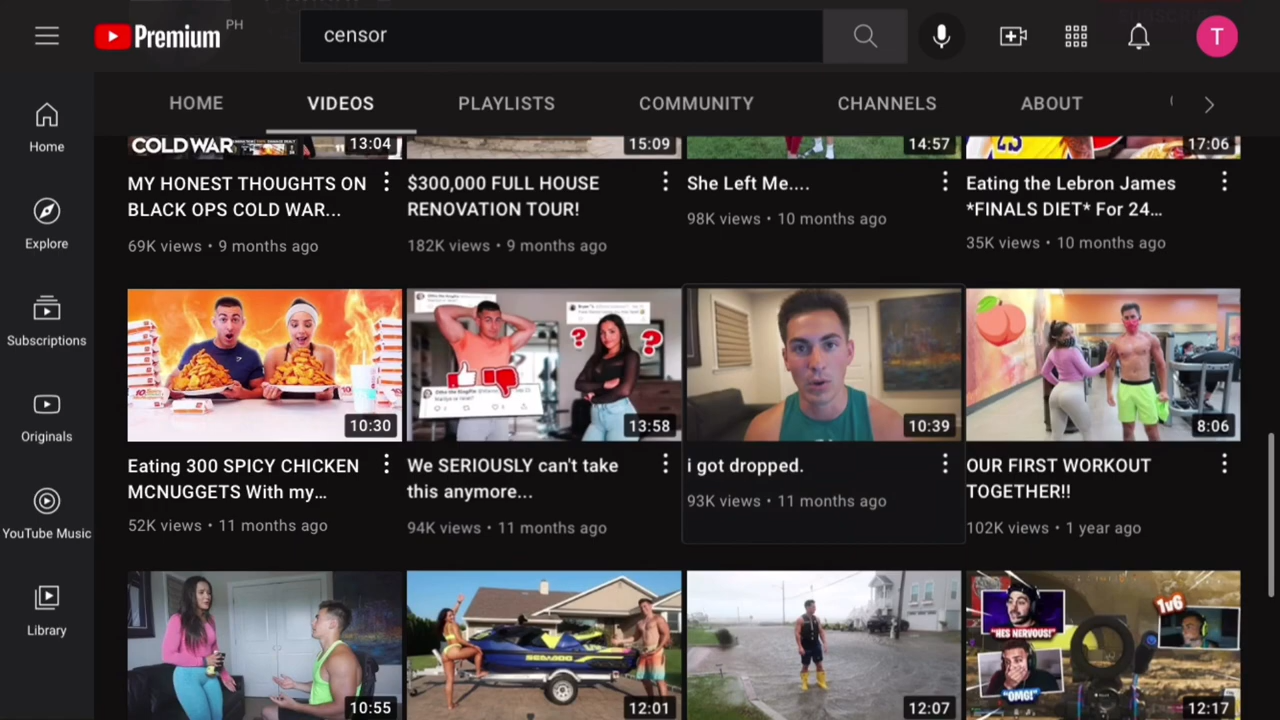 Premium PH
censor
T
HOME VIDEOS PLAYLISTS COMMUNITY CHANNELS ABOUT
Home
Explore
Subscriptions
Originals
YouTube Music
Library
COLD WAR
13:04
15:09
14:57
23
17:06
MY HONEST THOUGHTS ON
BLACK OPS COLD WAR...
69K views • 9 months ago
$300,000 FULL HOUSE
RENOVATION TOUR!
182K views • 9 months ago
She Left Me....
98K views • 10 months ago
Eating the Lebron James
*FINALS DIET* For 24...
35K views • 10 months ago
10:30
? ?
13:58
10:39
8:06
Eating 300 SPICY CHICKEN
MCNUGGETS With my...
52K views • 11 months ago
We SERIOUSLY can't take
this anymore...
94K views • 11 months ago
i got dropped.
93K views • 11 months ago
OUR FIRST WORKOUT
TOGETHER!!
102K views • 1 year ago
10:55
SEADOO
12:01
12:07
"HES NERVOUS!"
1v6
"OMG!"
12:17